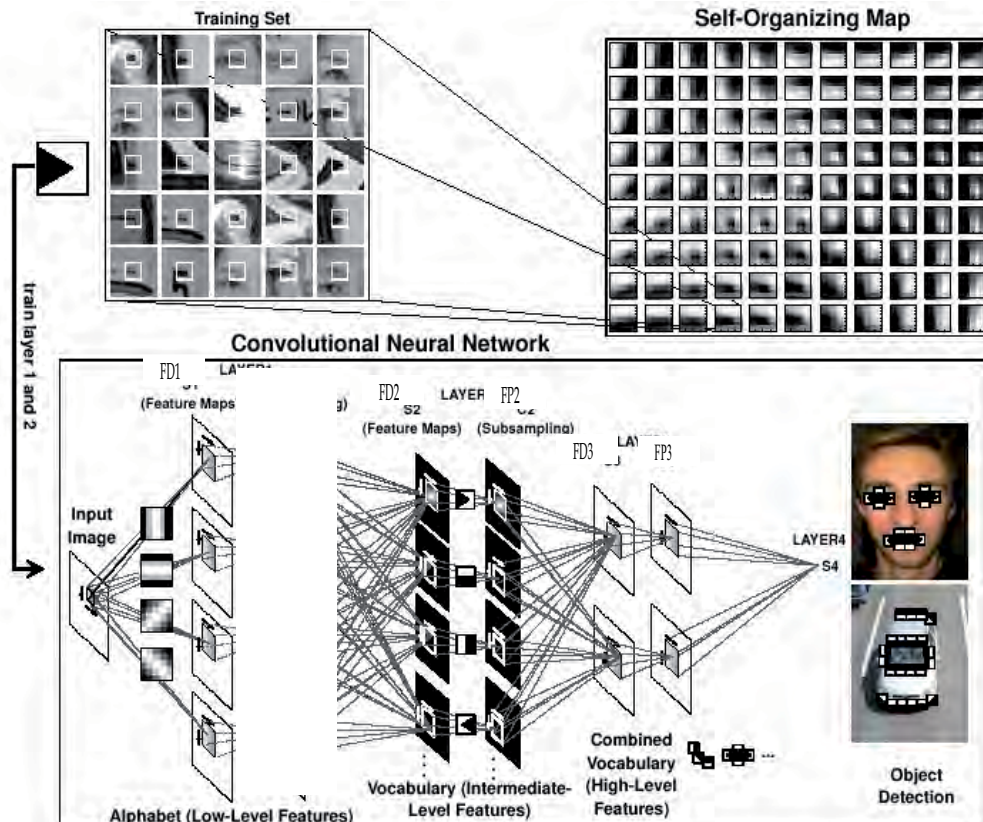 Training Set
Self-Organizing Map
train layer 1 and 2
Convolutional Neural Network
FD1
(Feature Maps)
Input
Image
FD2
LAYER
FP2
S2
(Feature Maps)
(Subsampling)
FD3
FP3
LAYER4
S4
Combined
Vocabulary
(High-Level
Features)
...
Vocabulary (Intermediate-
Level Features)
Alphabet (Low-Level Features)
Object
Detection